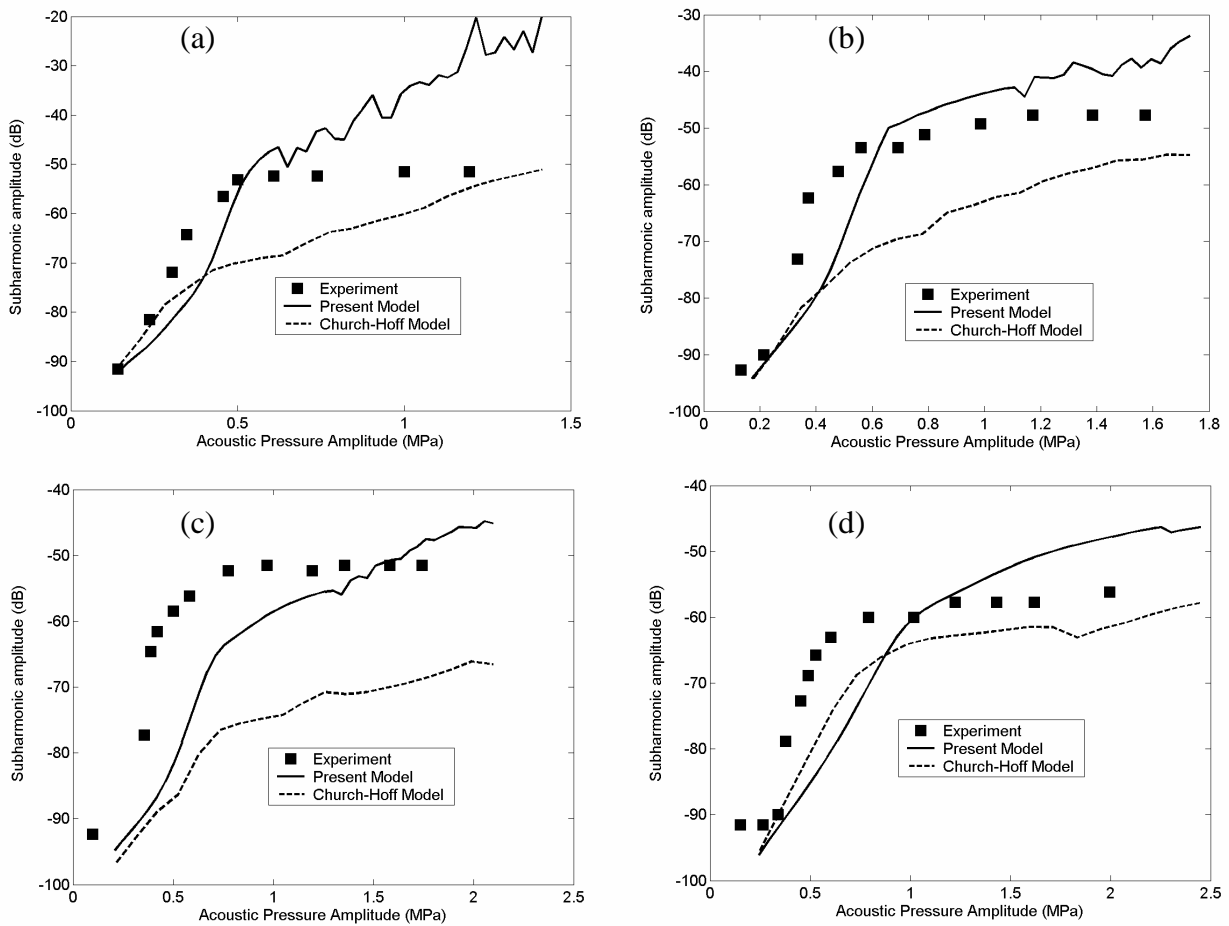 (a)
-20
-30
-40
-50
-60
-70
-80
-90
-100
Subharmonic amplitude (dB)
Experiment
Present Model
Church-Hoff Model
0
0.5
1
1.5
Acoustic Pressure Amplitude (MPa)
(b)
-30
-40
-50
-60
-70
-80
-90
-100
Subharmonic amplitude (dB)
Experiment
Present Model
Church-Hoff Model
0
0.2
0.4
0.6
0.8
1
1.2
1.4
1.6
1.8
Acoustic Pressure Amplitude (MPa)
(c)
-40
-50
-60
-70
-80
-90
-100
Subharmonic amplitude (dB)
Experiment
Present Model
Church-Hoff Model
0
0.5
1
1.5
2
2.5
Acoustic Pressure Amplitude (MPa)
(d)
-40
-50
-60
-70
-80
-90
-100
Subharmonic amplitude (dB)
Experiment
Present Model
Church-Hoff Model
0
0.5
1
1.5
2
2.5
Acoustic Pressure Amplitude (MPa)